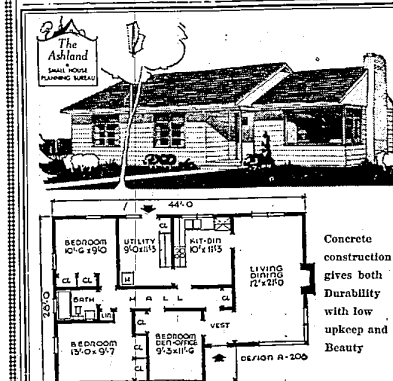 The
Ashland
SMALL HOUSE
PLANNING BUREAU
44'-0
BEDROOM
10'-6 x 9'0
UTILITY
9'-0 x 11'-3
KIT-DIN
10' x 11'-3
LIVING
DINING
12' x 21'-0
28'-0
CL
CL
CL
CL
H
BATH
LIN
H A L L
CL
CL
CL
VEST
BEDROOM
13'-0 x 9'-7
BEDROOM
DEN-OFFICE
9'-3 x 11'-6
DESIGN A-208
Concrete
construction
gives both
Durability
with low
upkeep and
Beauty